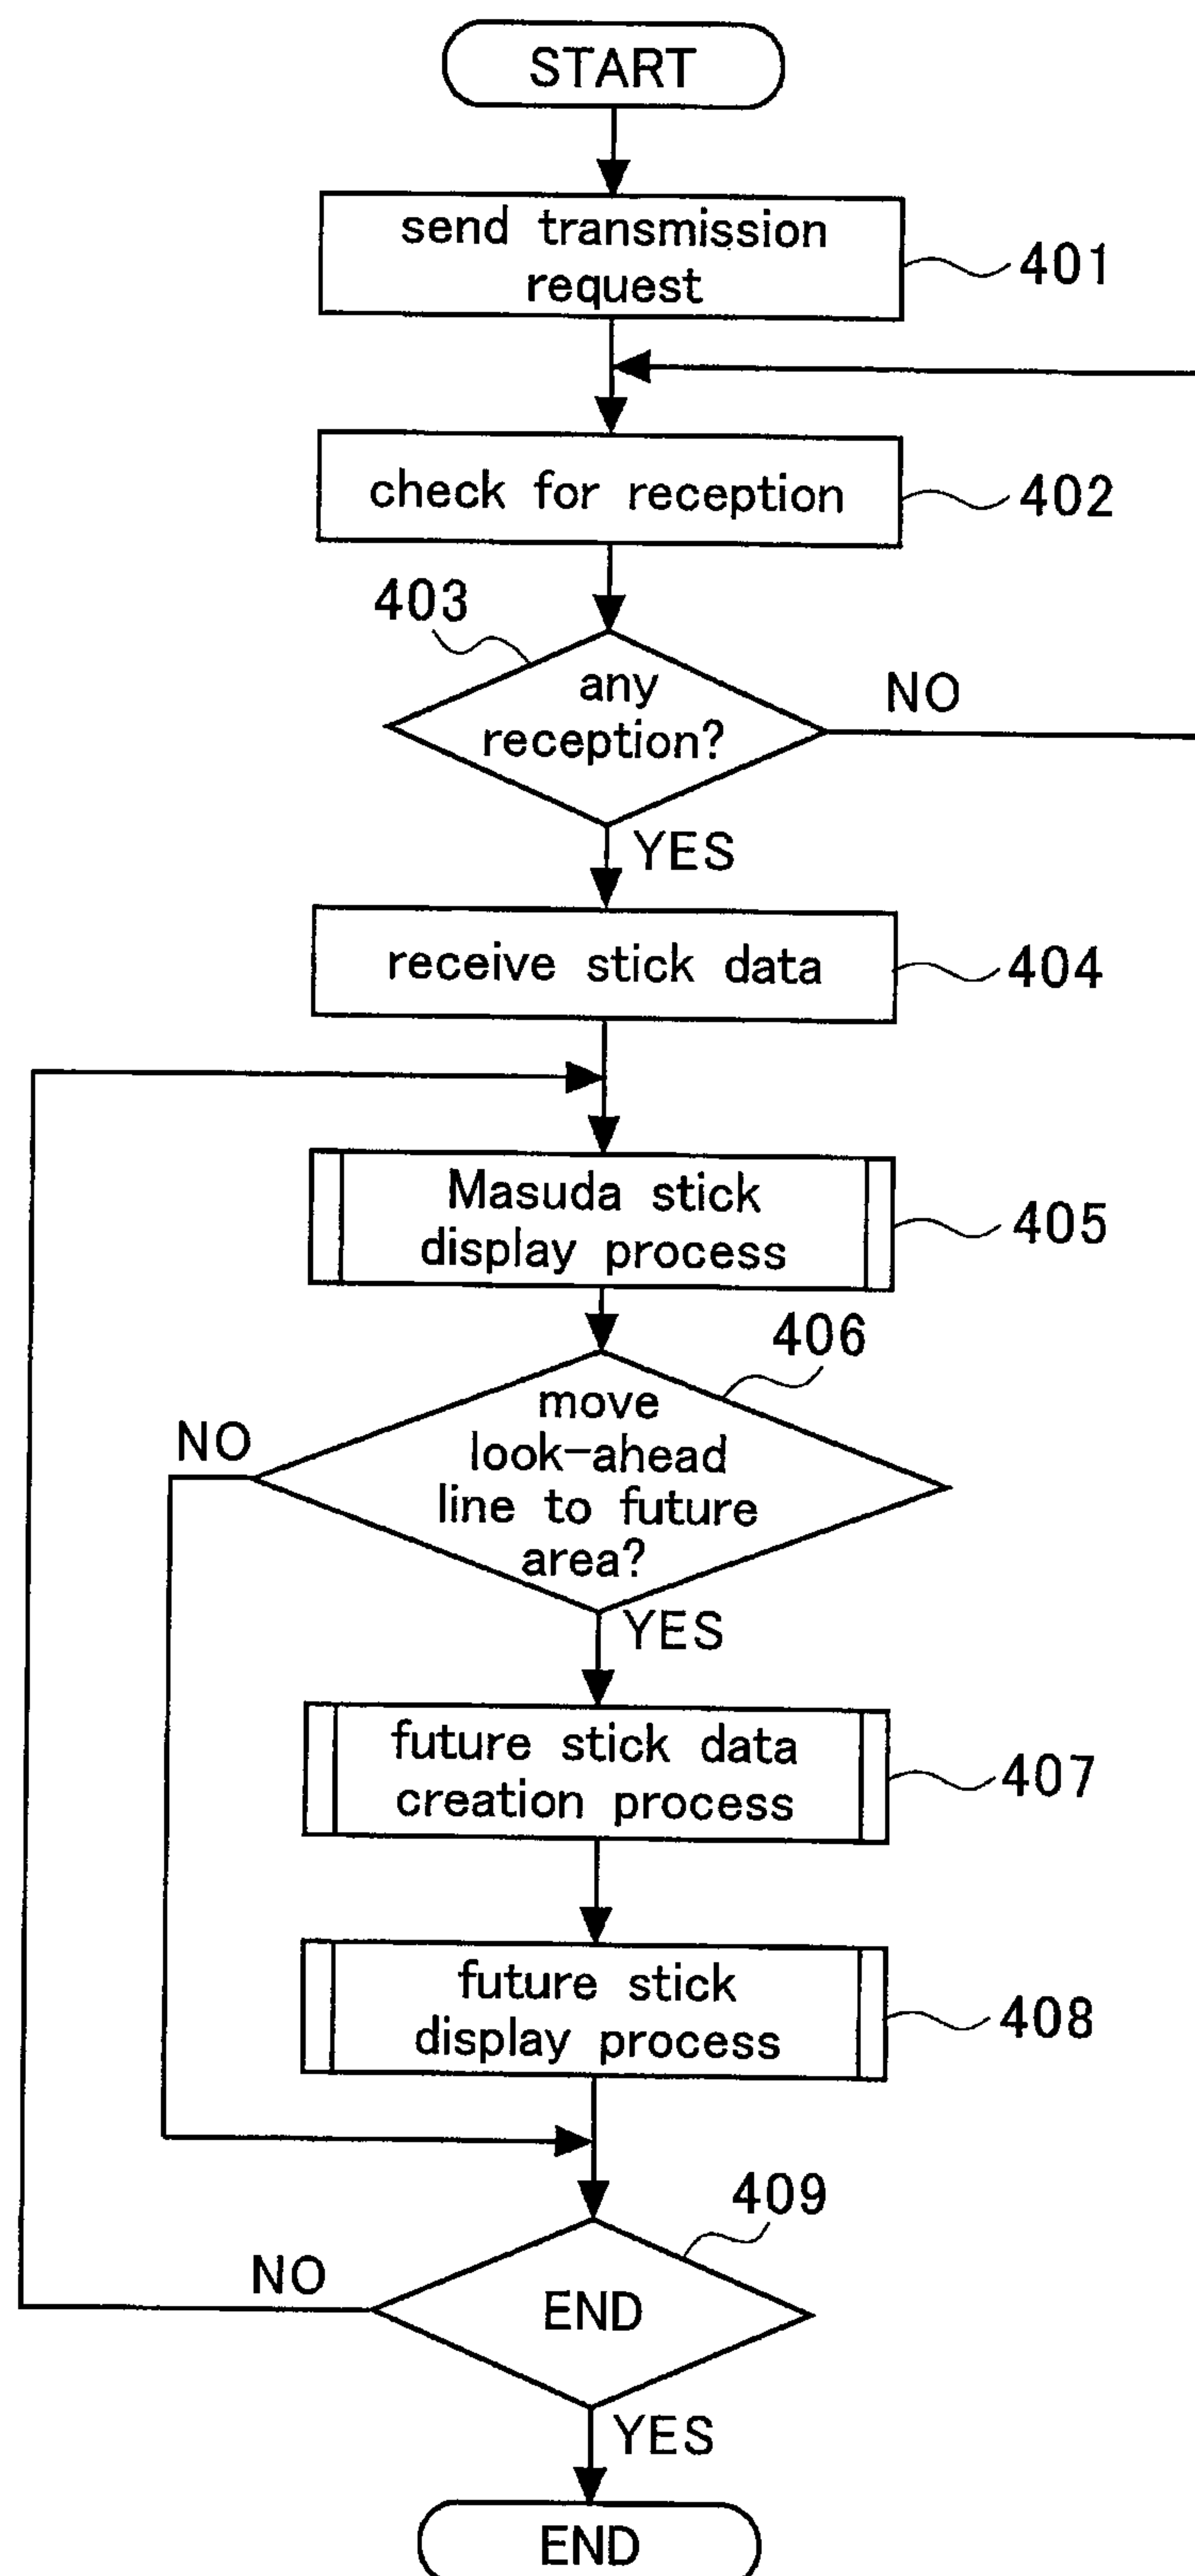 START
send transmission
request
401
check for reception
402
403
any
reception?
NO
YES
receive stick data
404
Masuda stick
display process
405
406
move
look-ahead
line to future
area?
NO
YES
future stick data
creation process
407
future stick
display process
408
409
END
NO
YES
END